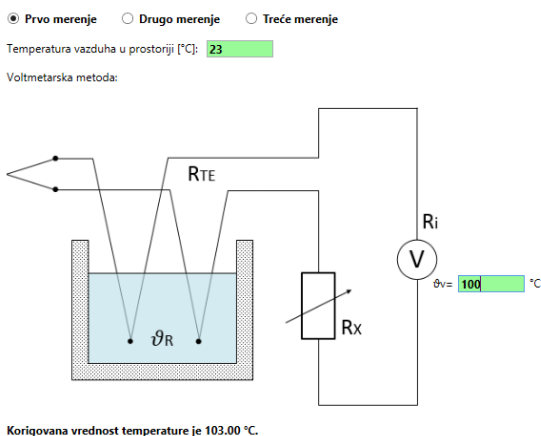 Prvo merenje Drugo merenje Treće merenje
Temperatura vazduha u prostoriji [°C]: 23
Voltmetarska metoda:
RTE
Ri
V
ϑv= 100 °C
ϑR
Rx
Korigovana vrednost temperature je 103.00 °C.